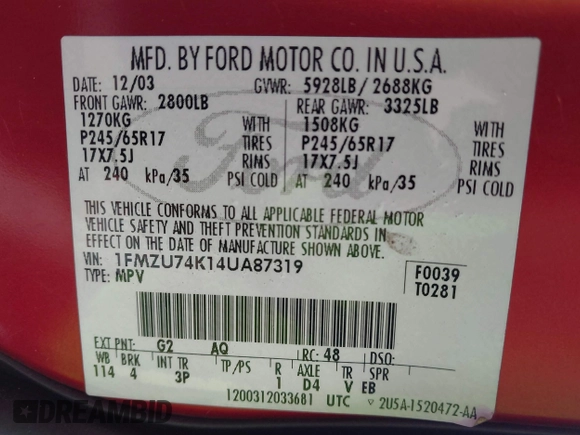 MFD. BY FORD MOTOR CO. IN U.S.A.
DATE: 12/03 GVWR: 5928LB/ 2688KG
FRONT GAWR: 2800LB REAR GAWR: 3325LB
1270KG WITH 1508KG WITH
P245/65R17 TIRES P245/65R17 TIRES
17X7.5J RIMS 17X7.5J RIMS
AT 240 kPa/35 PSI COLD AT 240 kPa/35 PSI COLD
Ford
THIS VEHICLE CONFORMS TO ALL APPLICABLE FEDERAL MOTOR
VEHICLE SAFETY AND THEFT PREVENTION STANDARDS IN
EFFECT ON THE DATE OF MANUFACTURE SHOWN ABOVE.
VIN: 1FMZU74K14UA87319 F0039
TYPE: MPV T0281
EXT PNT: G2 AQ RC: 48 DSO:
WB BRK INT TR TP/PS R AXLE TR SPR
114 4 3P 1 D4 V EB
1200312033681 UTC 2U5A-1520472-AA
DREAMBID